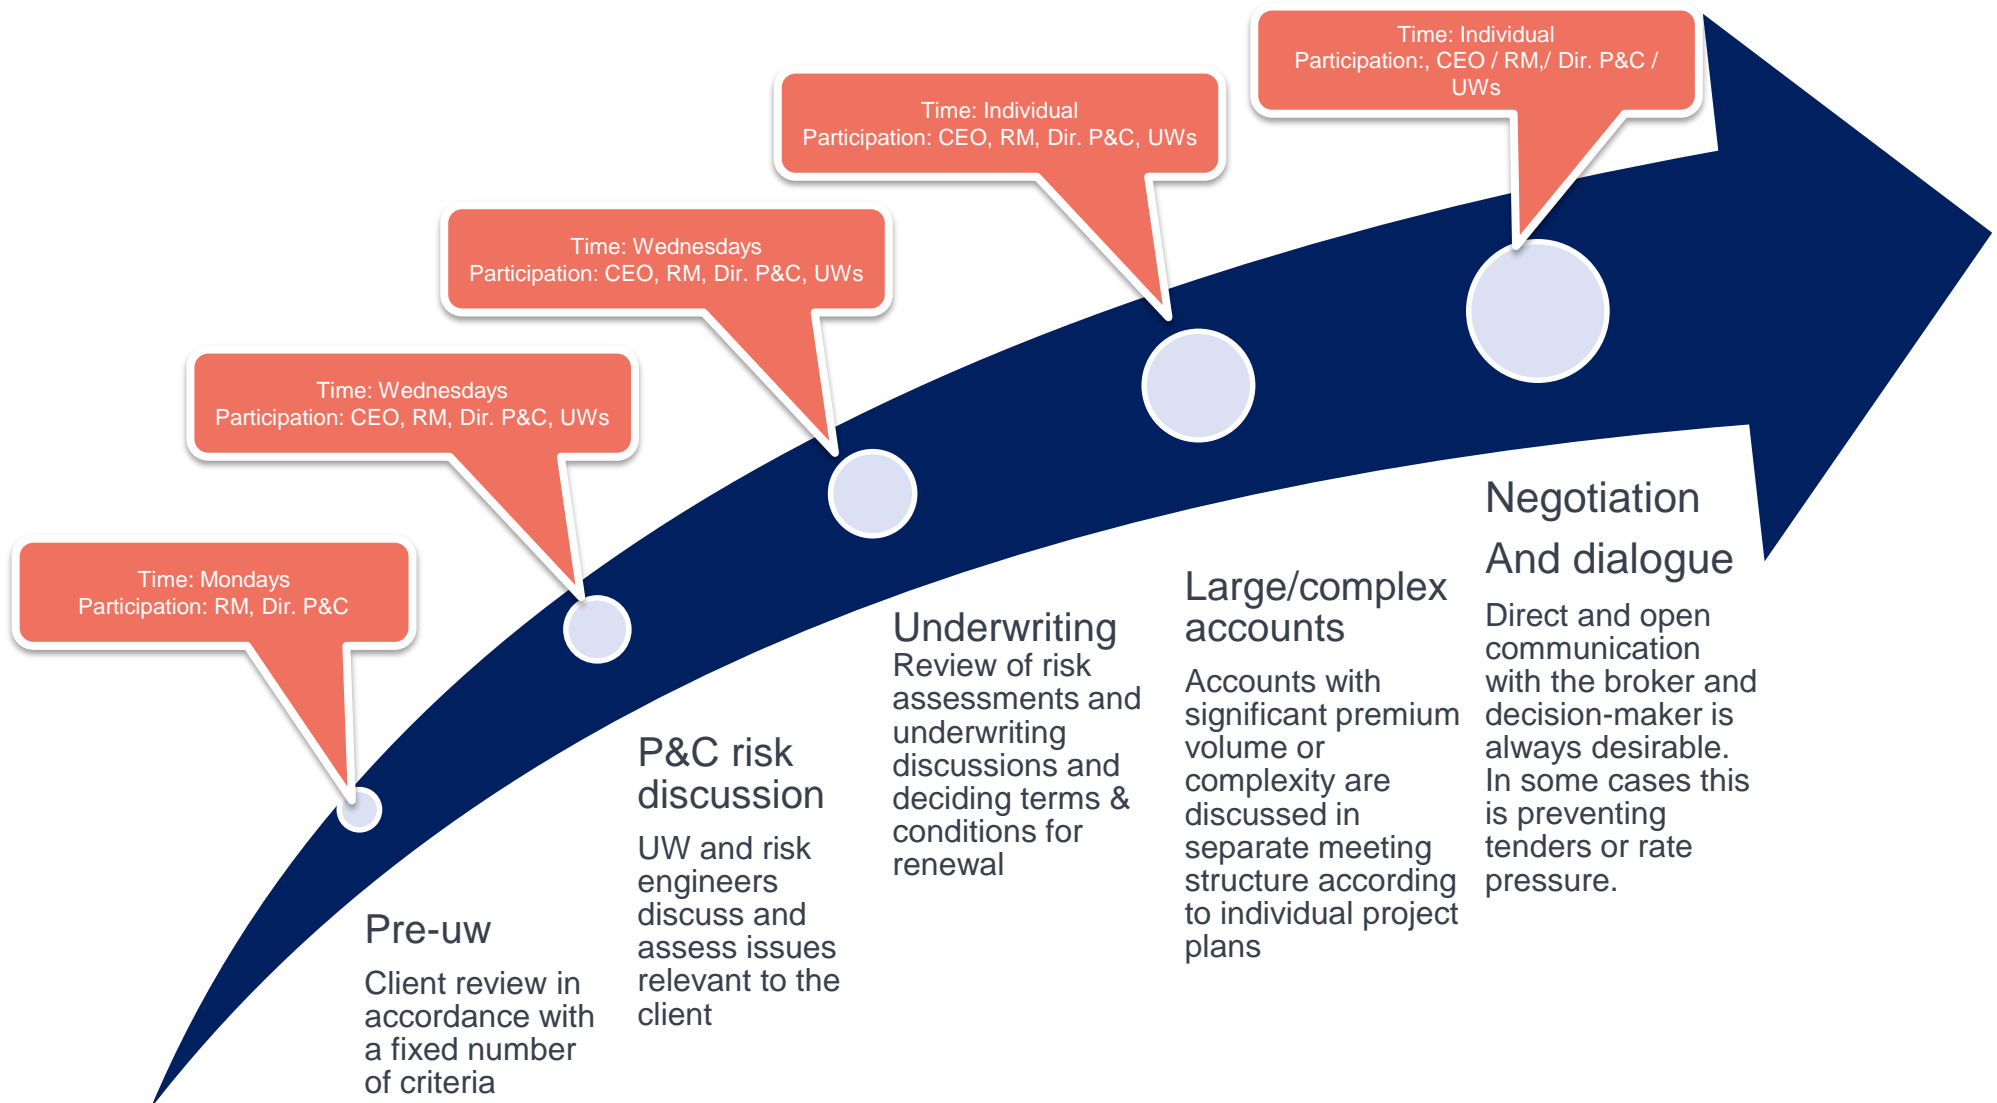 Time: Individual
Participation:, CEO / RM,/ Dir. P&C /
UWs
Time: Individual
Participation: CEO, RM, Dir. P&C, UWs
Time: Wednesdays
Participation: CEO, RM, Dir. P&C, UWs
Time: Wednesdays
Participation: CEO, RM, Dir. P&C, UWs
Time: Mondays
Participation: RM, Dir. P&C
Pre-uw
Client review in
accordance with
a fixed number
of criteria
P&C risk
discussion
UW and risk
engineers
discuss and
assess issues
relevant to the
client
Underwriting
Review of risk
assessments and
underwriting
discussions and
deciding terms &
conditions for
renewal
Large/complex
accounts
Accounts with
significant premium
volume or
complexity are
discussed in
separate meeting
structure according
to individual project
plans
Negotiation
And dialogue
Direct and open
communication
with the broker and
decision-maker is
always desirable.
In some cases this
is preventing
tenders or rate
pressure.